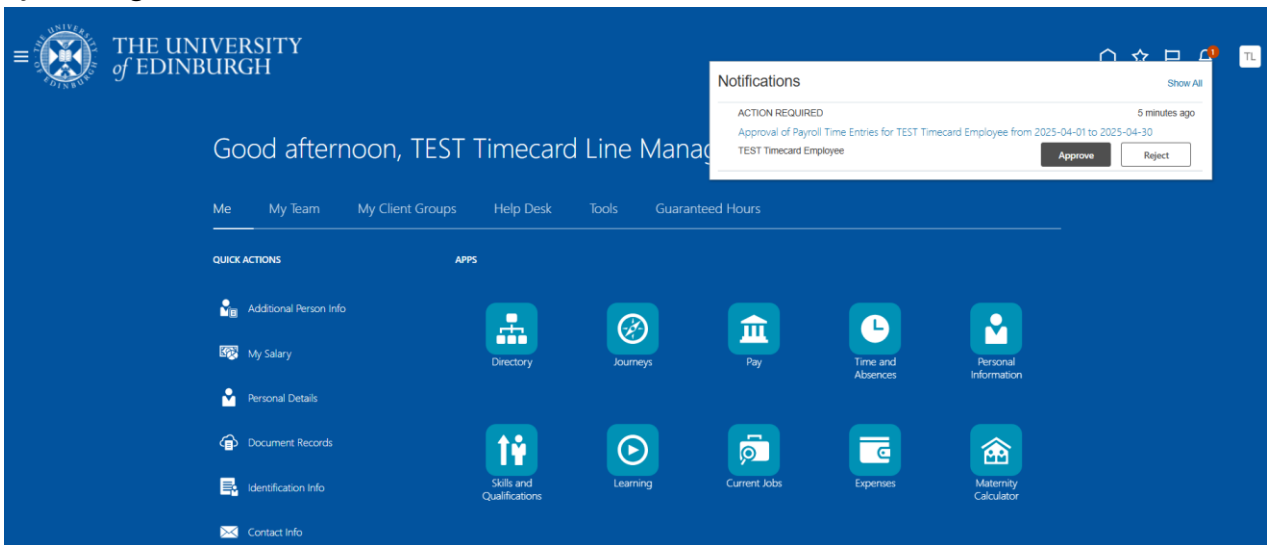 THE UNIVERSITY
of EDINBURGH
1
TL
Notifications
Show All
ACTION REQUIRED
5 minutes ago
Approval of Payroll Time Entries for TEST Timecard Employee from 2025-04-01 to 2025-04-30
TEST Timecard Employee
Approve
Reject
Good afternoon, TEST Timecard Line Manag
Me
My Team
My Client Groups
Help Desk
Tools
Guaranteed Hours
QUICK ACTIONS
APPS
Additional Person Info
My Salary
Personal Details
Document Records
Identification Info
Contact Info
Directory
Journeys
Pay
Time and
Absences
Personal
Information
Skills and
Qualifications
Learning
Current Jobs
Expenses
Maternity
Calculator